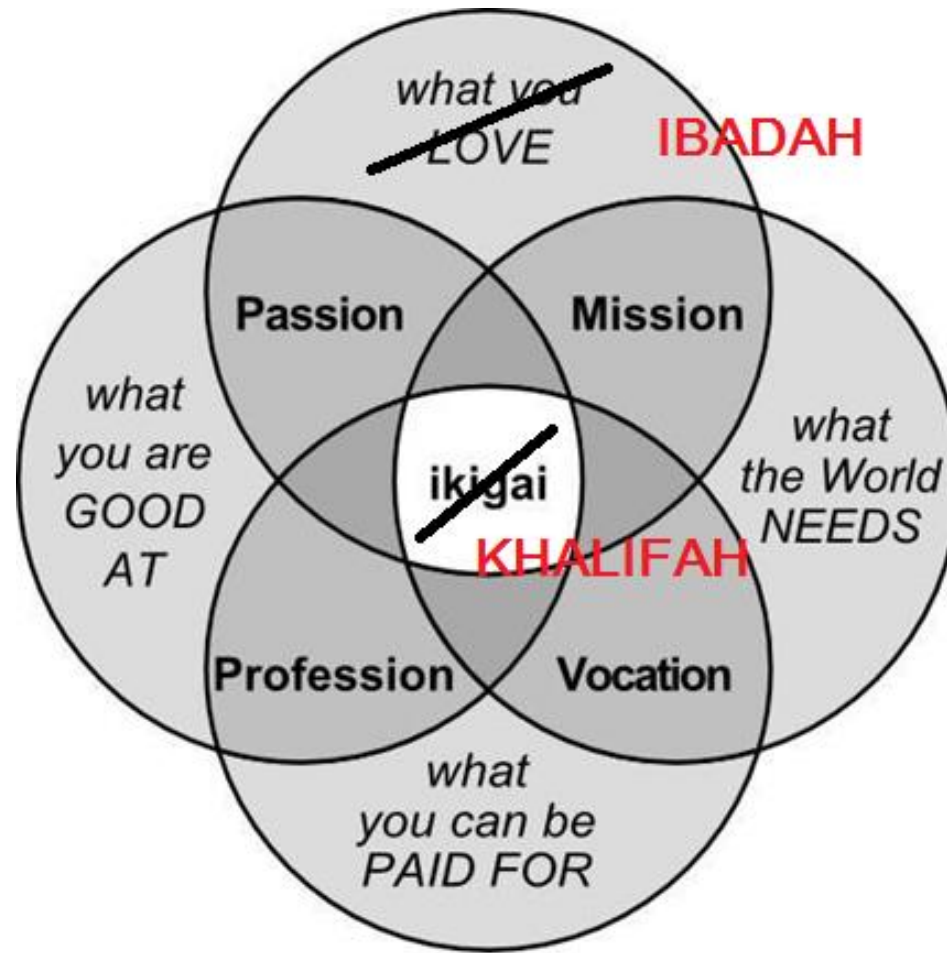 what you
LOVE
IBADAH
Passion
Mission
what
you are
GOOD
AT
ikigai
what
the World
NEEDS
KHALIFAH
Profession
Vocation
what
you can be
PAID FOR